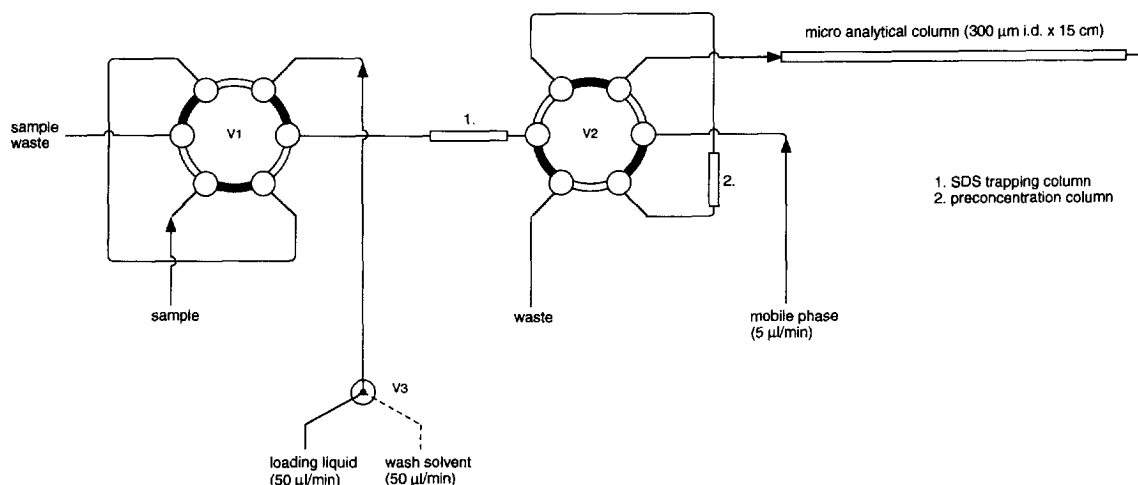 micro analytical column (300 μm i.d. x 15 cm)
V1
V2
1.
sample
waste
2.
1. SDS trapping column
2. preconcentration column
sample
waste
mobile phase
(5 μl/min)
V3
loading liquid
(50 μl/min)
wash solvent
(50 μl/min)